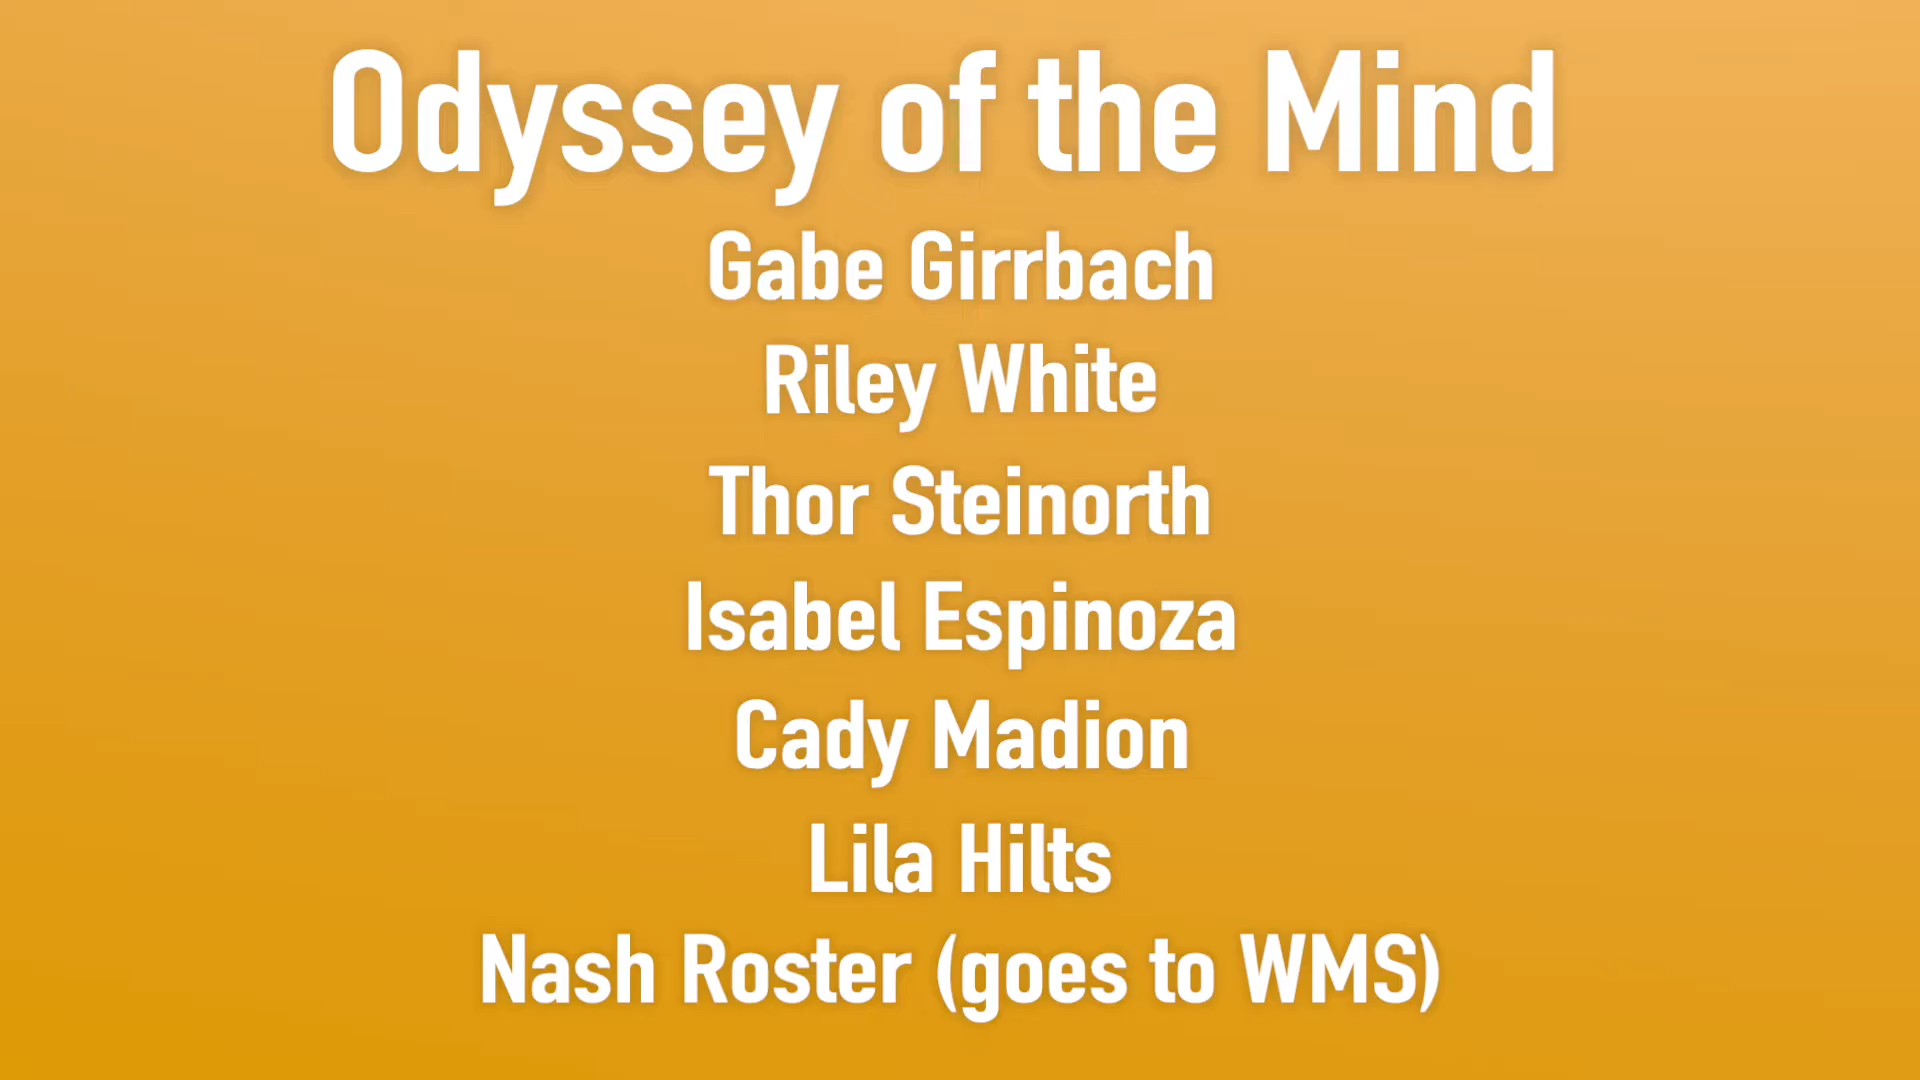 Odyssey of the Mind
Gabe Girrbach
Riley White
Thor Steinorth
Isabel Espinoza
Cady Madion
Lila Hilts
Nash Roster (goes to WMS)